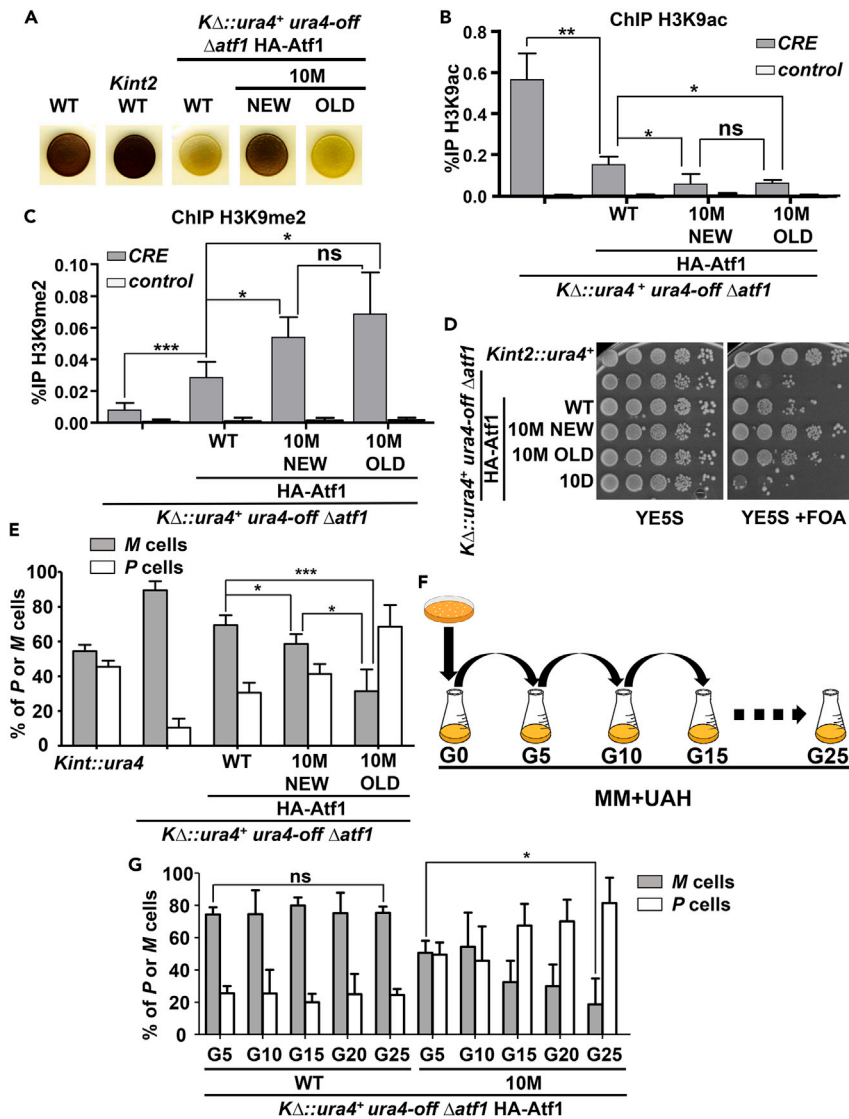 A
KΔ::ura4+ ura4-off
Δatf1 HA-Atf1
Kint2
10M
WT WT WT NEW OLD
B
ChIP H3K9ac
%IP H3K9ac
0.8
0.6
0.4
0.2
0.0
**
*
*
ns
CRE
control
WT 10M 10M
NEW OLD
HA-Atf1
KΔ::ura4+ ura4-off Δatf1
C
ChIP H3K9me2
%IP H3K9me2
0.10
0.08
0.06
0.04
0.02
0.00
CRE
control
***
*
*
ns
WT 10M 10M
NEW OLD
HA-Atf1
KΔ::ura4+ ura4-off Δatf1
D
Kint2::ura4+
KΔ::ura4+ ura4-off Δatf1
HA-Atf1
WT
10M NEW
10M OLD
10D
YE5S YE5S +FOA
E
M cells
P cells
% of P or M cells
100
80
60
40
20
0
***
*
*
Kint::ura4
WT 10M 10M
NEW OLD
HA-Atf1
KΔ::ura4+ ura4-off Δatf1
F
G0 G5 G10 G15 G25
MM+UAH
G
% of P or M cells
100
80
60
40
20
0
ns
*
M cells
P cells
G5 G10 G15 G20 G25 G5 G10 G15 G20 G25
WT 10M
KΔ::ura4+ ura4-off Δatf1 HA-Atf1